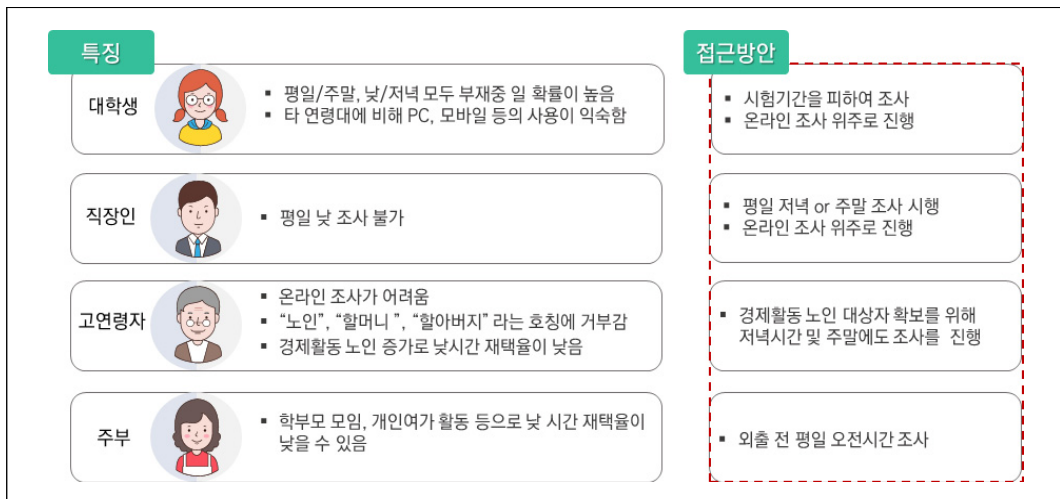 특징
접근방안
대학생
▪ 평일/주말, 낮/저녁 모두 부재중 일 확률이 높음
▪ 타 연령대에 비해 PC, 모바일 등의 사용이 익숙함
▪ 시험기간을 피하여 조사
▪ 온라인 조사 위주로 진행
직장인
▪ 평일 낮 조사 불가
▪ 평일 저녁 or 주말 조사 시행
▪ 온라인 조사 위주로 진행
고연령자
▪ 온라인 조사가 어려움
▪ “노인”, “할머니 ”, “할아버지” 라는 호칭에 거부감
▪ 경제활동 노인 증가로 낮시간 재택율이 낮음
▪ 경제활동 노인 대상자 확보를 위해
저녁시간 및 주말에도 조사를 진행
주부
▪ 학부모 모임, 개인여가 활동 등으로 낮 시간 재택율이
낮을 수 있음
▪ 외출 전 평일 오전시간 조사